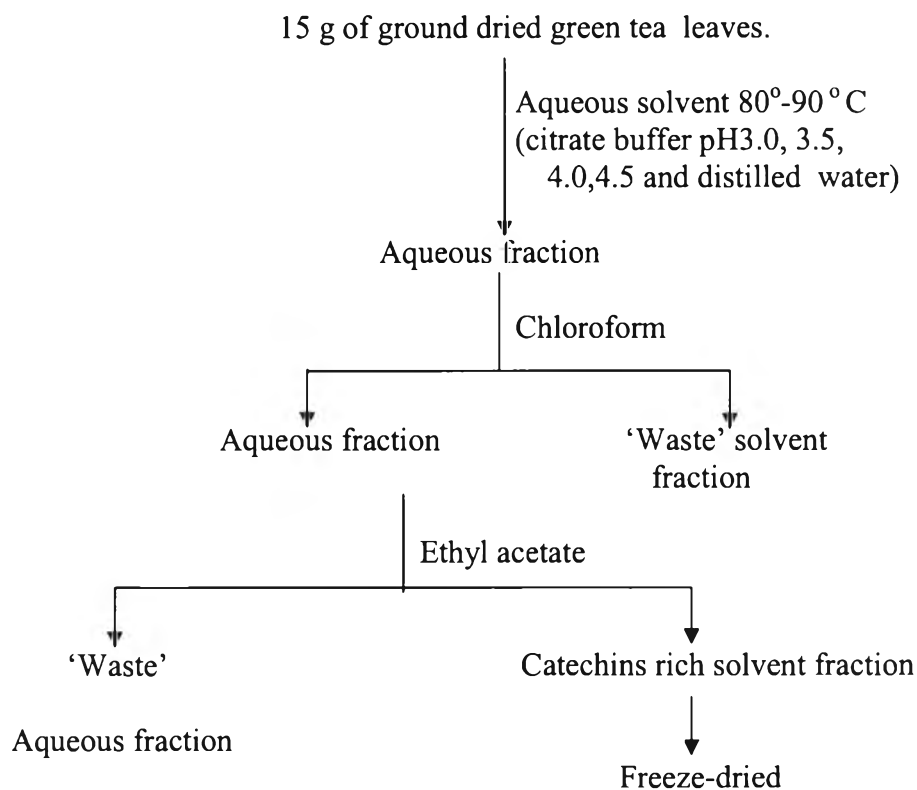 15 g of ground dried green tea leaves.
Aqueous solvent 80°-90 ° C
(citrate buffer pH3.0, 3.5,
4.0,4.5 and distilled water)
Aqueous fraction
Chloroform
Aqueous fraction
‘Waste’ solvent
fraction
Ethyl acetate
‘Waste’
Aqueous fraction
Catechins rich solvent fraction
Freeze-dried